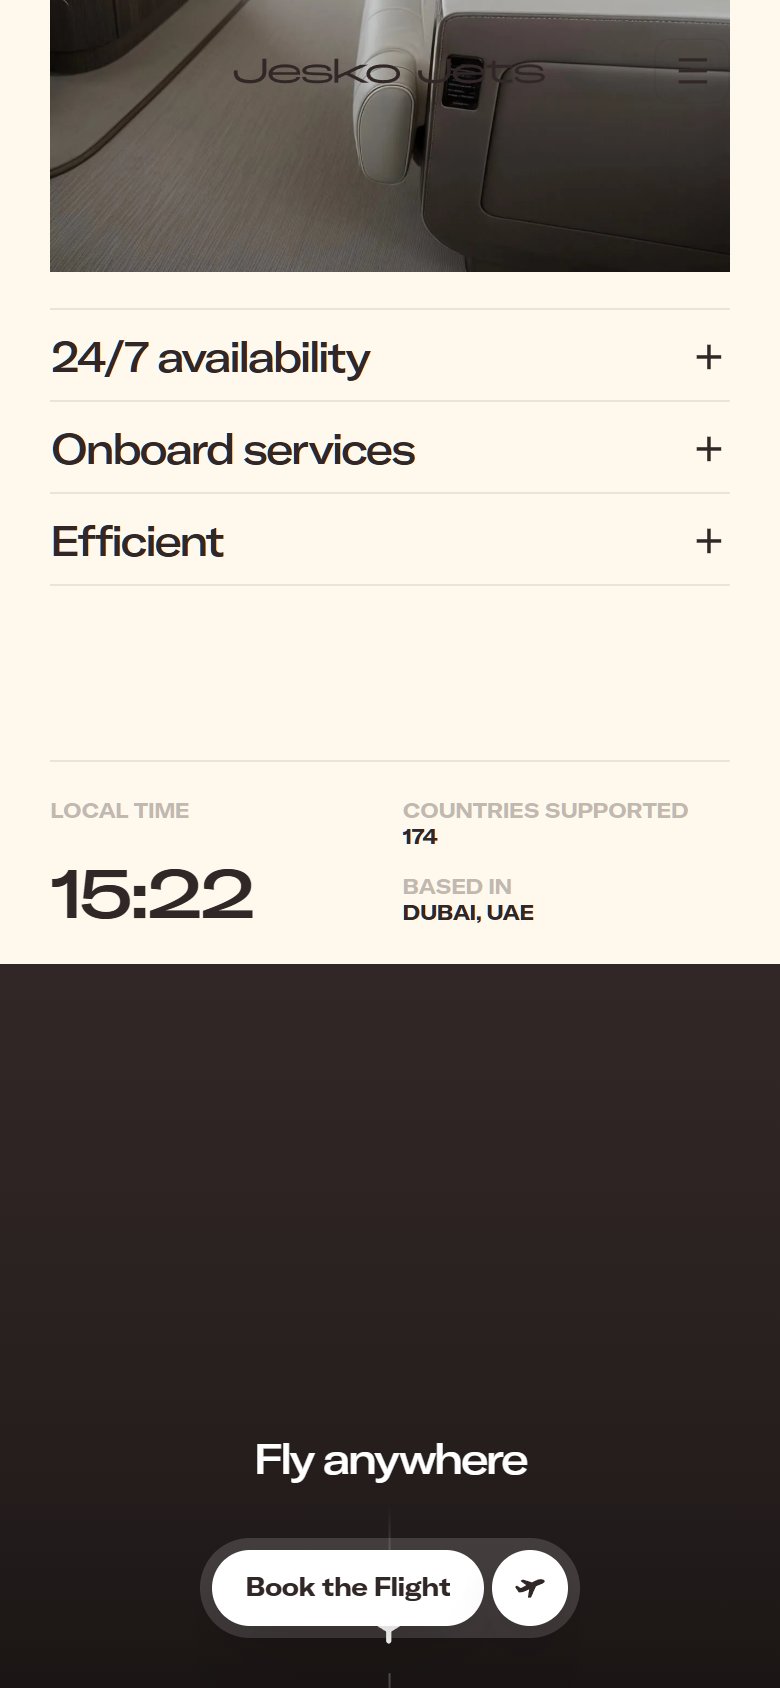 Jesko Jets
24/7 availability
Onboard services
Efficient
LOCAL TIME
15:22
COUNTRIES SUPPORTED
174
BASED IN
DUBAI, UAE
Fly anywhere
Book the Flight